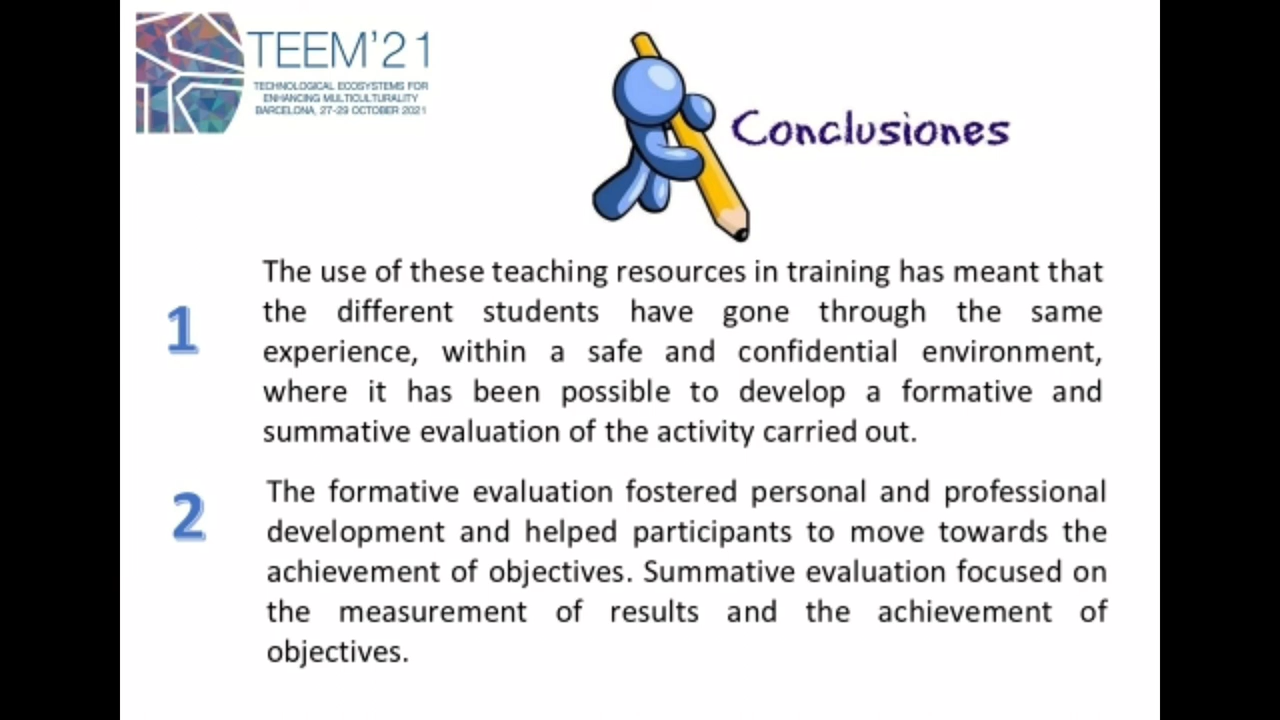 TEEM'21
TECHNOLOGICAL ECOSYSTEMS FOR
ENHANCING MULTICULTURALITY
BARCELONA, 27-29 OCTOBER 2021
Conclusiones
1
The use of these teaching resources in training has meant that
the different students have gone through the same
experience, within a safe and confidential environment,
where it has been possible to develop a formative and
summative evaluation of the activity carried out.
2
The formative evaluation fostered personal and professional
development and helped participants to move towards the
achievement of objectives. Summative evaluation focused on
the measurement of results and the achievement of
objectives.